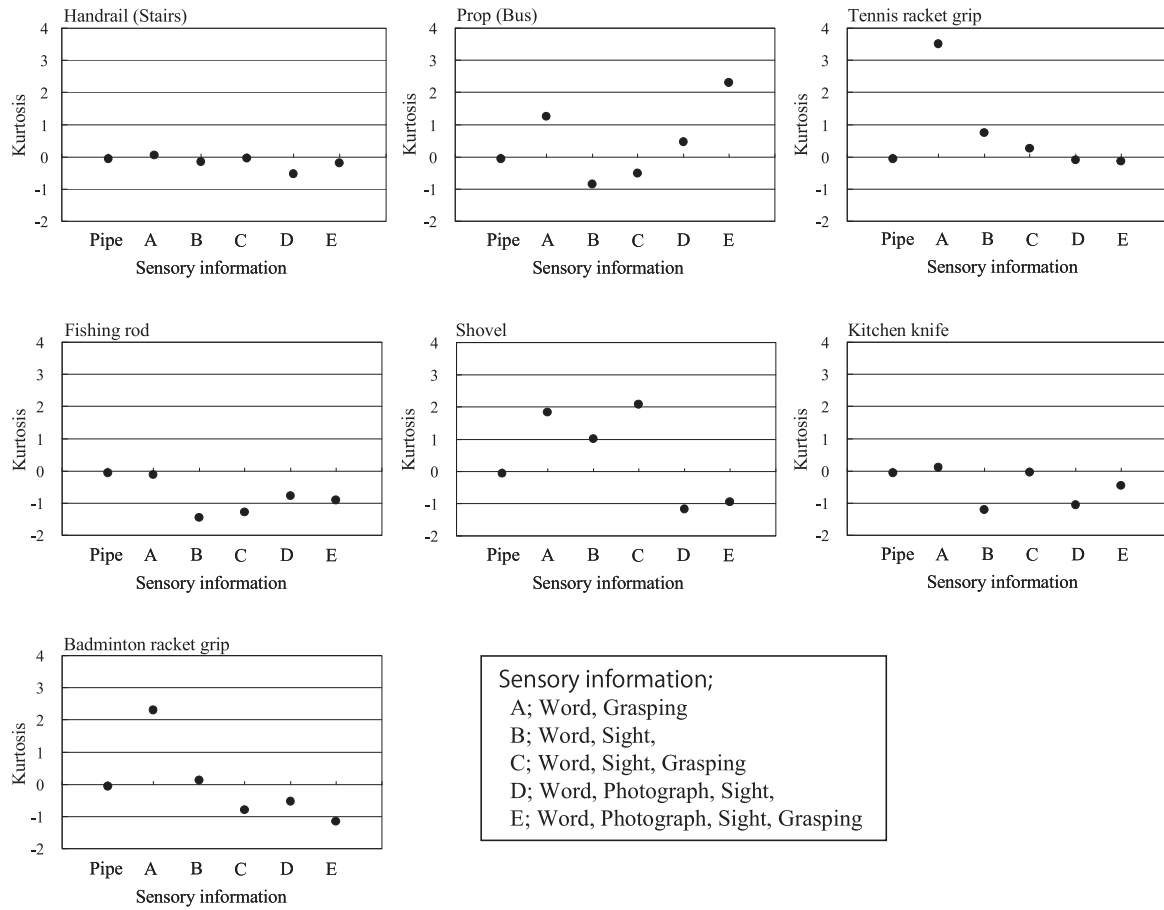 Handrail (Stairs)
4
3
2
1
0
-1
-2
Kurtosis
Pipe A B C D E
Sensory information
Prop (Bus)
4
3
2
1
0
-1
-2
Kurtosis
Pipe A B C D E
Sensory information
Tennis racket grip
4
3
2
1
0
-1
-2
Kurtosis
Pipe A B C D E
Sensory information
Fishing rod
4
3
2
1
0
-1
-2
Kurtosis
Pipe A B C D E
Sensory information
Shovel
4
3
2
1
0
-1
-2
Kurtosis
Pipe A B C D E
Sensory information
Kitchen knife
4
3
2
1
0
-1
-2
Kurtosis
Pipe A B C D E
Sensory information
Badminton racket grip
4
3
2
1
0
-1
-2
Kurtosis
Pipe A B C D E
Sensory information
Sensory information;
A; Word, Grasping
B; Word, Sight,
C; Word, Sight, Grasping
D; Word, Photograph, Sight,
E; Word, Photograph, Sight, Grasping